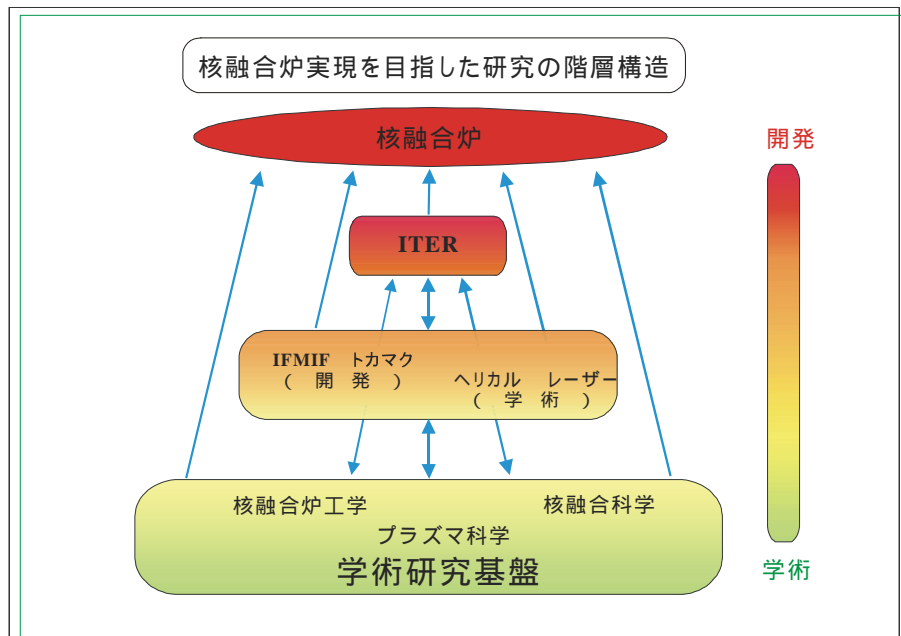 核融合炉実現を目指した研究の階層構造
核融合炉
開発
ITER
IFMIF トカマク
( 開 発 )
ヘリカル レーザー
( 学 術 )
核融合炉工学 核融合科学
プラズマ科学
学術研究基盤
学術